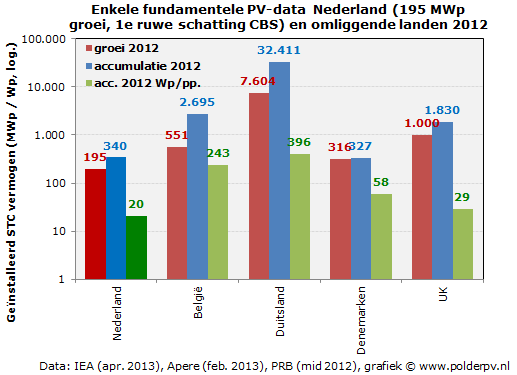 Enkele fundamentele PV-data Nederland (195 MWp
groei, 1e ruwe schatting CBS) en omliggende landen 2012
Geïnstalleerd STC vermogen (MWp / Wp, log.)
100.000
10.000
1.000
100
10
1
groei 2012
accumulatie 2012
acc. 2012 Wp/pp.
195
340
20
551
2.695
243
7.604
32.411
396
316
327
58
1.000
1.830
29
Nederland
België
Duitsland
Denemarken
UK
Data: IEA (apr. 2013), Apere (feb. 2013), PRB (mid 2012), grafiek © www.polderpv.nl